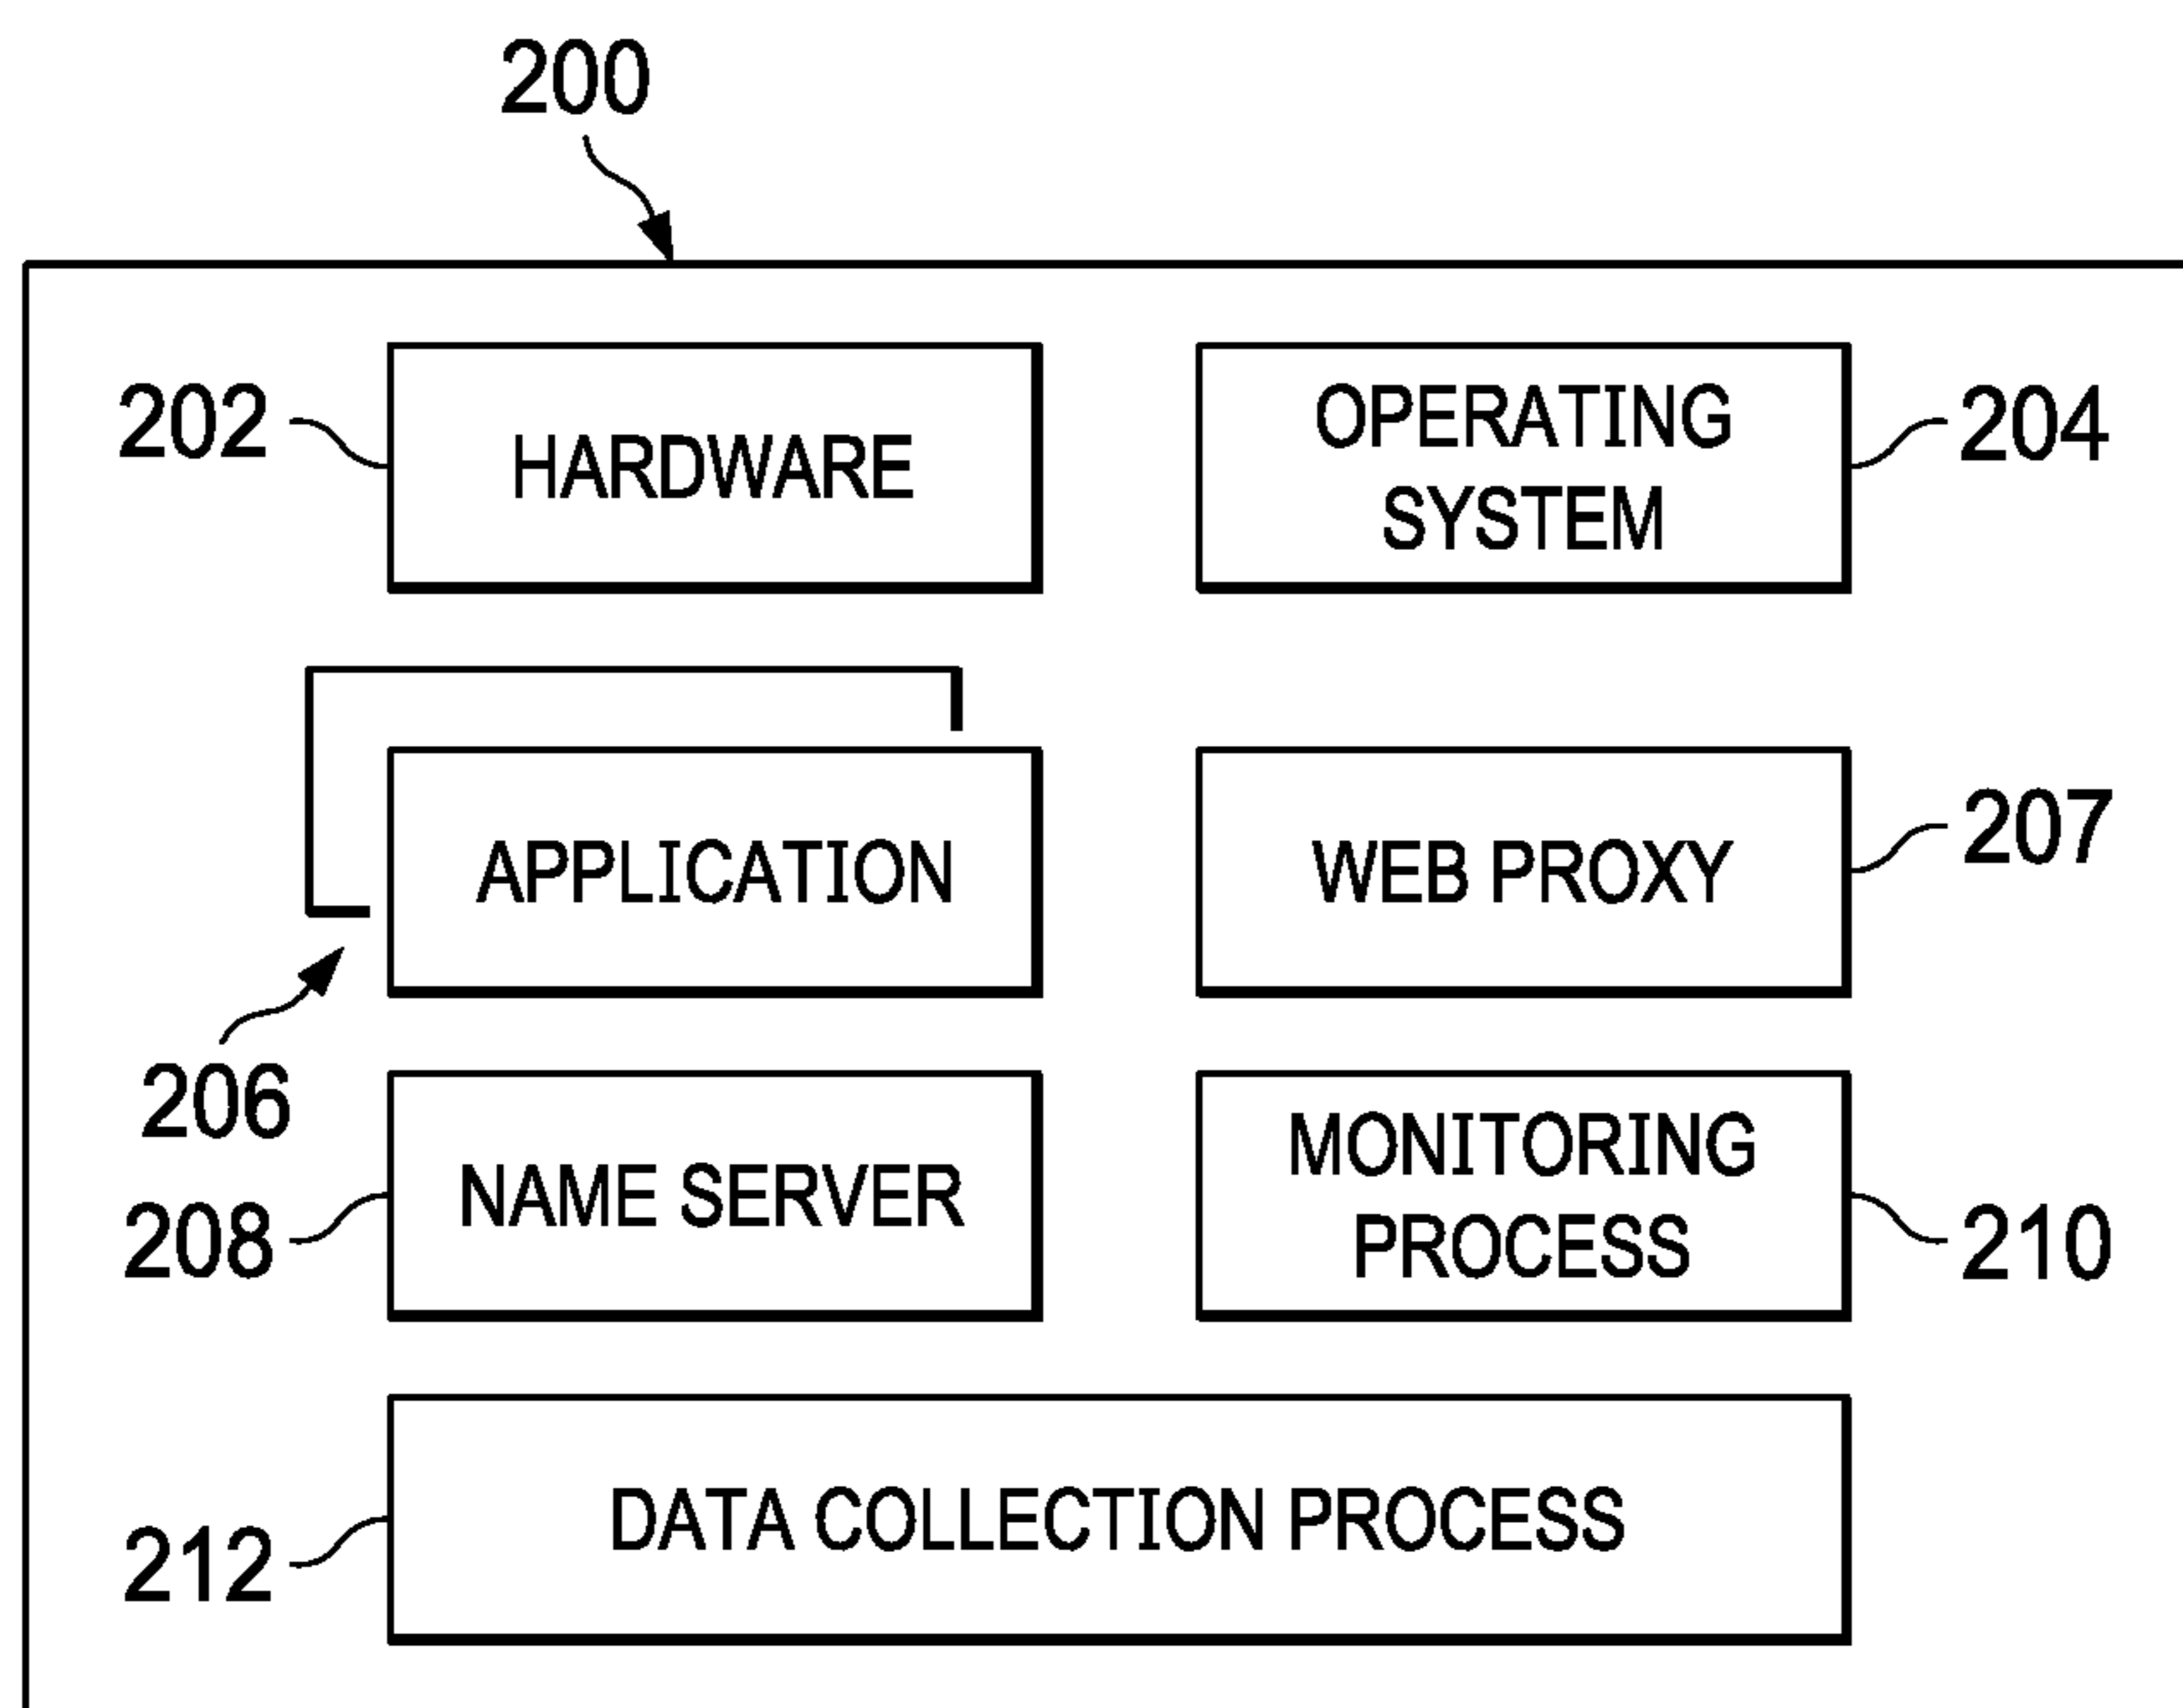 200
202
HARDWARE
OPERATING
SYSTEM
204
APPLICATION
WEB PROXY
207
206
208
NAME SERVER
MONITORING
PROCESS
210
212
DATA COLLECTION PROCESS